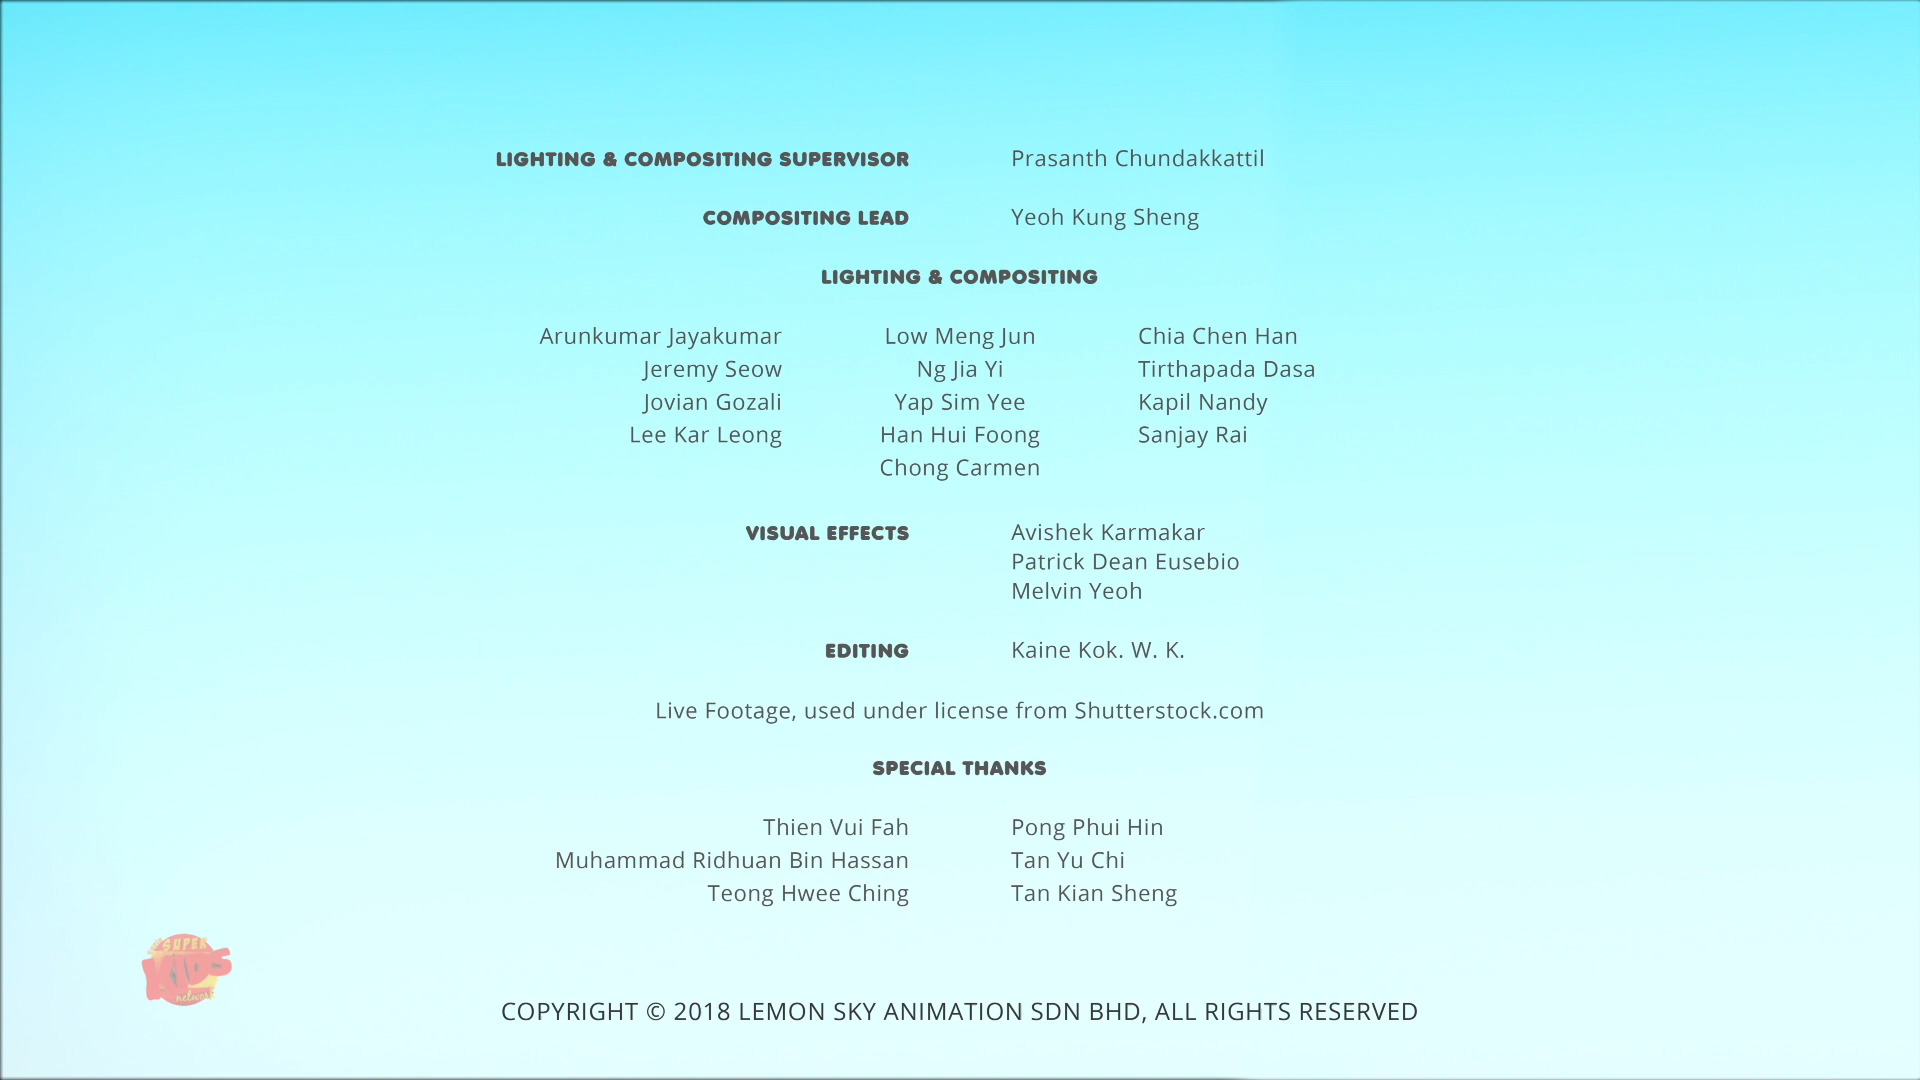 LIGHTING & COMPOSITING SUPERVISOR Prasanth Chundakkattil
COMPOSITING LEAD Yeoh Kung Sheng
LIGHTING & COMPOSITING
Arunkumar Jayakumar Low Meng Jun Chia Chen Han
Jeremy Seow Ng Jia Yi Tirthapada Dasa
Jovian Gozali Yap Sim Yee Kapil Nandy
Lee Kar Leong Han Hui Foong Sanjay Rai
Chong Carmen
VISUAL EFFECTS Avishek Karmakar
Patrick Dean Eusebio
Melvin Yeoh
EDITING Kaine Kok. W. K.
Live Footage, used under license from Shutterstock.com
SPECIAL THANKS
Thien Vui Fah Pong Phui Hin
Muhammad Ridhuan Bin Hassan Tan Yu Chi
Teong Hwee Ching Tan Kian Sheng
SUPER
KIDS
network
COPYRIGHT © 2018 LEMON SKY ANIMATION SDN BHD, ALL RIGHTS RESERVED